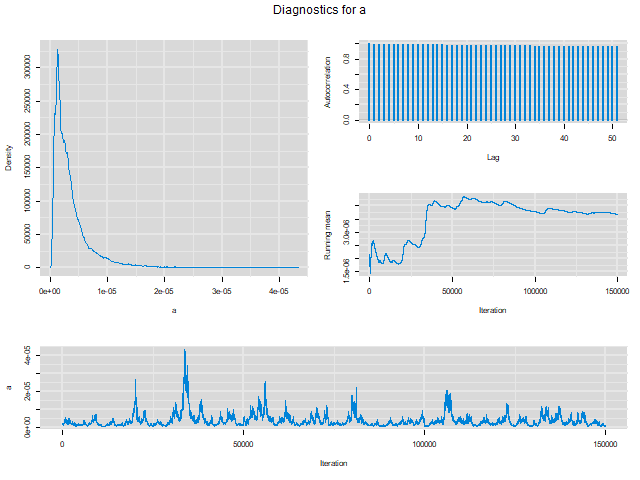 Diagnostics for a
Density
0 50000 100000 150000 200000 250000 300000
0e+00 1e-05 2e-05 3e-05 4e-05
a
Autocorrelation
0.0 0.4 0.8
0 10 20 30 40 50
Lag
Running mean
1.5e-06 3.0e-06
0 50000 100000 150000
Iteration
a
0e+00 2e-05 4e-05
0 50000 100000 150000
Iteration